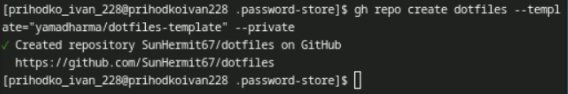 [prihodko_ivan_228@prihodkoivan228 .password-store]$ gh repo create dotfiles --templ
ate="yamadharma/dotfiles-template" --private
✓ Created repository SunHermit67/dotfiles on GitHub
https://github.com/SunHermit67/dotfiles
[prihodko_ivan_228@prihodkoivan228 .password-store]$